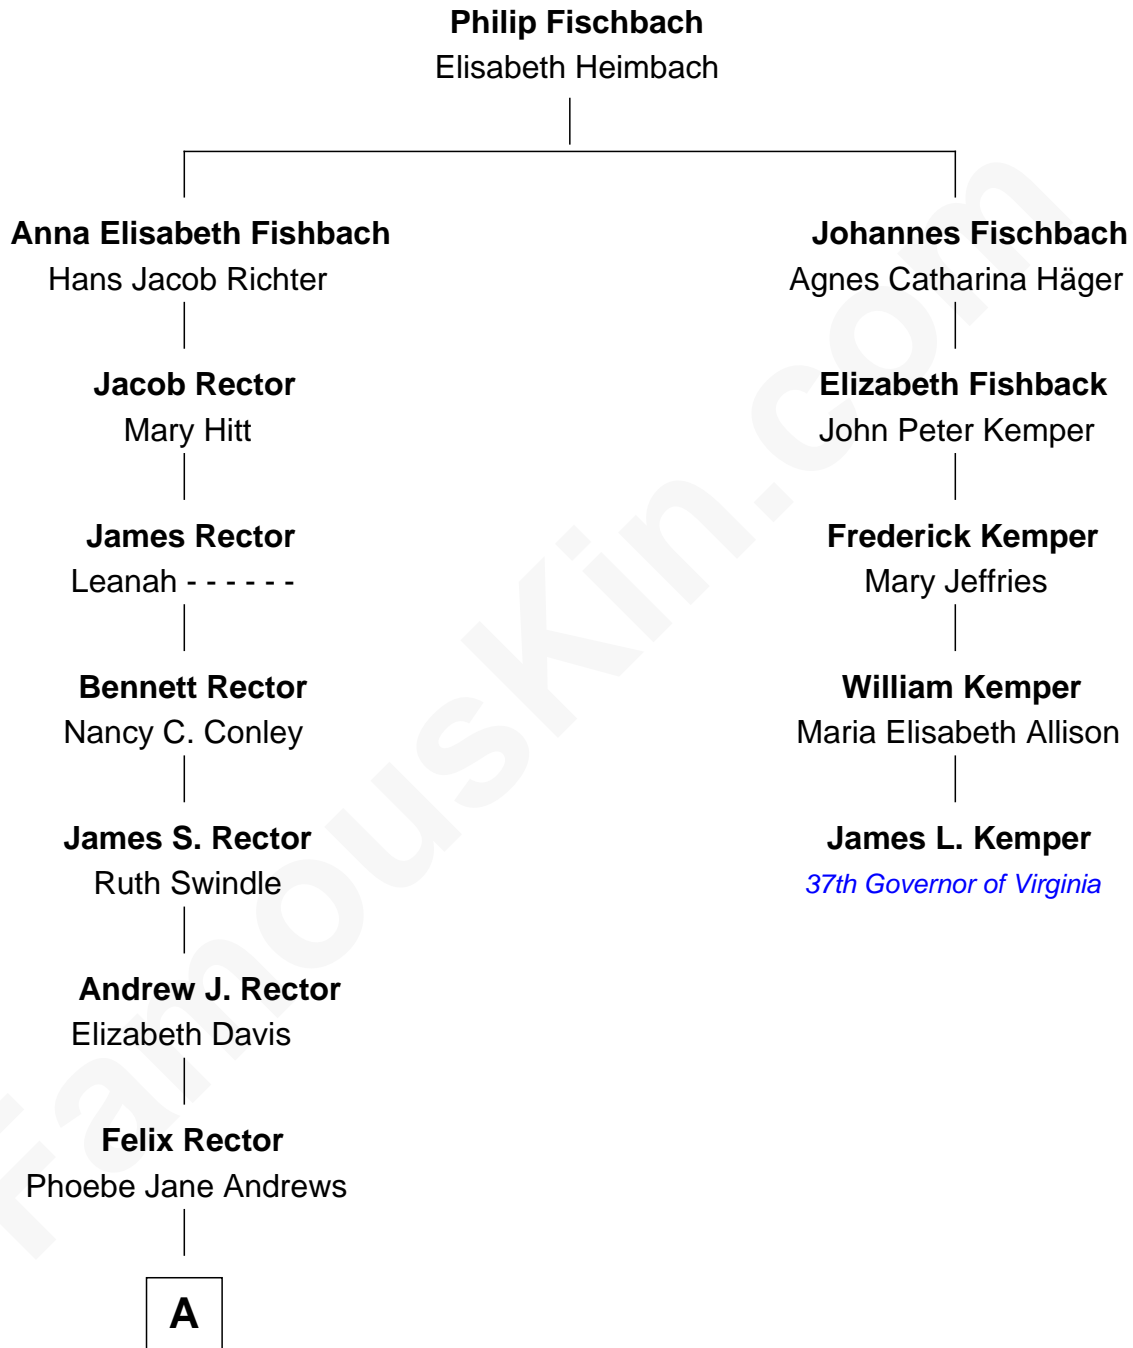 Philip Fischbach
Elisabeth Heimbach
Anna Elisabeth Fishbach
Hans Jacob Richter
Jacob Rector
Mary Hitt
James Rector
Leanah - - - - - -
Bennett Rector
Nancy C. Conley
James S. Rector
Ruth Swindle
Andrew J. Rector
Elizabeth Davis
Felix Rector
Phoebe Jane Andrews
A
Johannes Fischbach
Agnes Catharina Häger
Elizabeth Fishback
John Peter Kemper
Frederick Kemper
Mary Jeffries
William Kemper
Maria Elisabeth Allison
James L. Kemper
37th Governor of Virginia
FamousKin.com